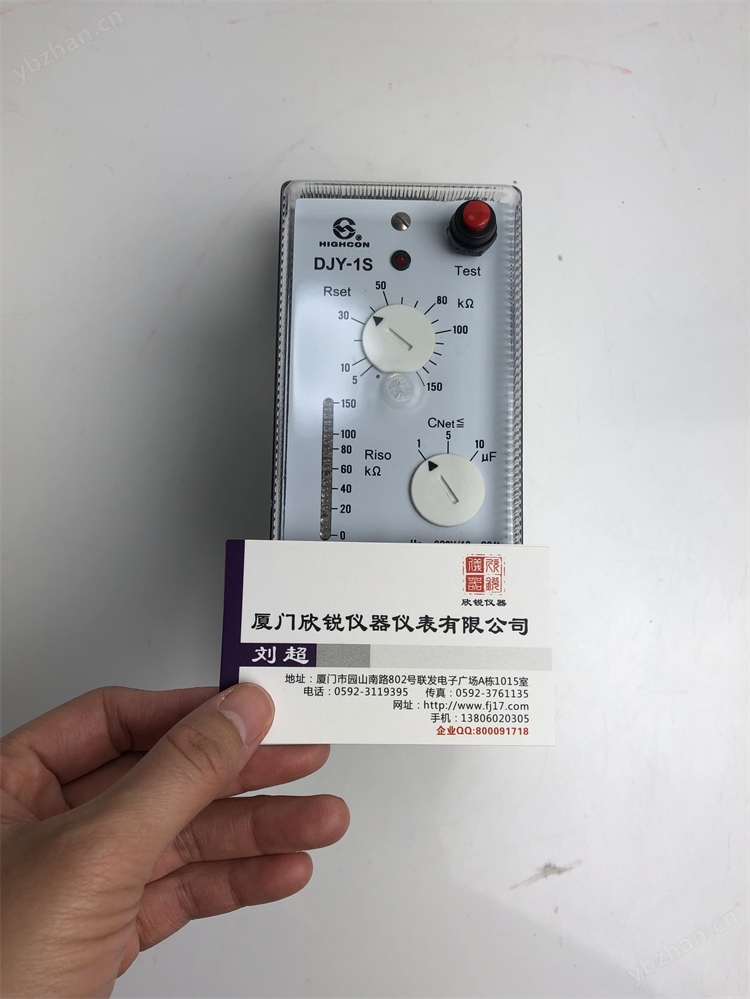 ybzhan.cn
HIGHCON®
DJY-1S
Test
Rset
kΩ
5
10
30
50
80
100
150
CNet≦
1
5
10
μF
150
100
80
60
40
20
0
Riso
kΩ
儀 欣
器 銳
欣锐仪器
厦门欣锐仪器仪表有限公司
刘超
地址：厦门市园山南路802号联发电子广场A栋1015室
电话：0592-3119395 传真：0592-3761135
网址：http://www.fj17.com
手机：13806020305
企业QQ:800091718
ybzhan.cn